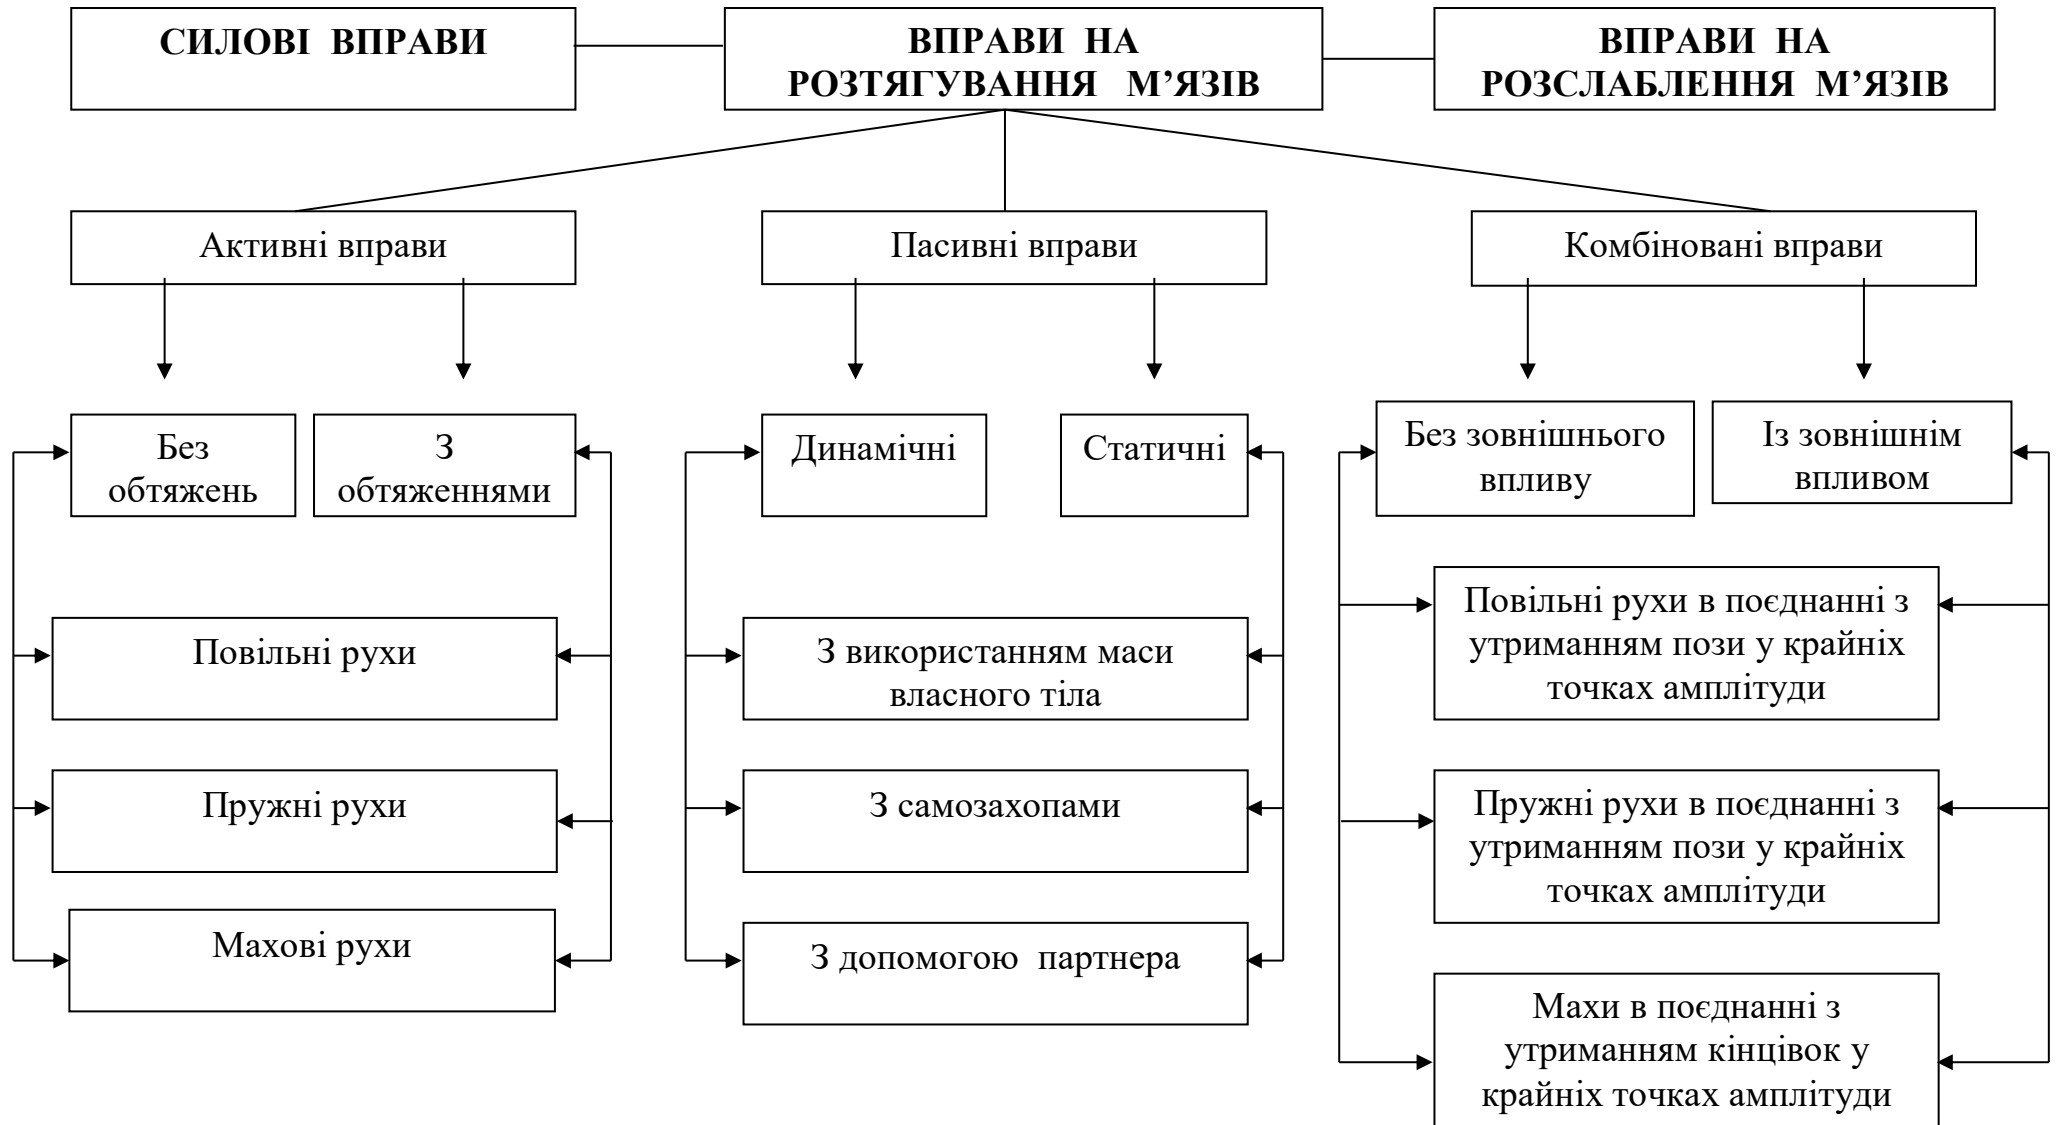 СИЛОВІ ВПРАВИ
ВПРАВИ НА
РОЗТЯГУВАННЯ М’ЯЗІВ
ВПРАВИ НА
РОЗСЛАБЛЕННЯ М’ЯЗІВ
Активні вправи
Пасивні вправи
Комбіновані вправи
Без
обтяжень
З
обтяженнями
Динамічні
Статичні
Без зовнішнього
впливу
Із зовнішнім
впливом
Повільні рухи
Пружні рухи
Махові рухи
З використанням маси
власного тіла
З самозахопами
З допомогою партнера
Повільні рухи в поєднанні з
утриманням пози у крайніх
точках амплітуди
Пружні рухи в поєднанні з
утриманням пози у крайніх
точках амплітуди
Махи в поєднанні з
утриманням кінцівок у
крайніх точках амплітуди